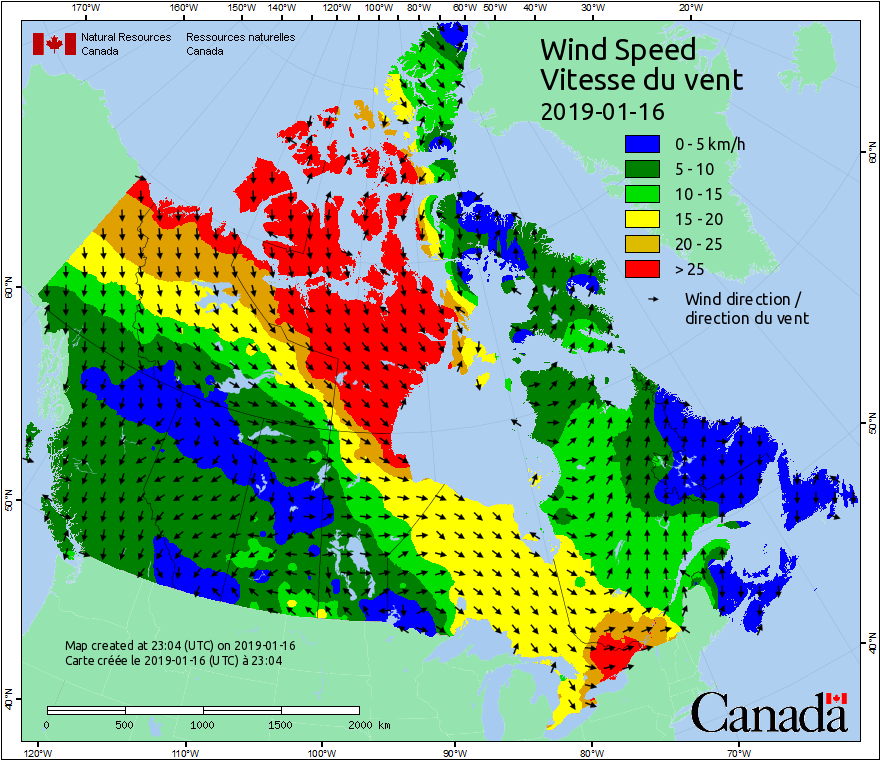 170°W 160°W 150°W 140°W 120°W 100°W 80°W 60°W 50°W 40°W 30°W 20°W
Natural Resources Ressources naturelles
Canada Canada
Wind Speed
Vitesse du vent
2019-01-16
0 - 5 km/h
5 - 10
10 - 15
15 - 20
20 - 25
> 25
Wind direction /
direction du vent
60°N
60°N
50°N
50°N
40°N
40°N
Map created at 23:04 (UTC) on 2019-01-16
Carte créée le 2019-01-16 (UTC) à 23:04
0 500 1000 1500 2000 km
Canada
120°W 110°W 100°W 90°W 80°W 70°W